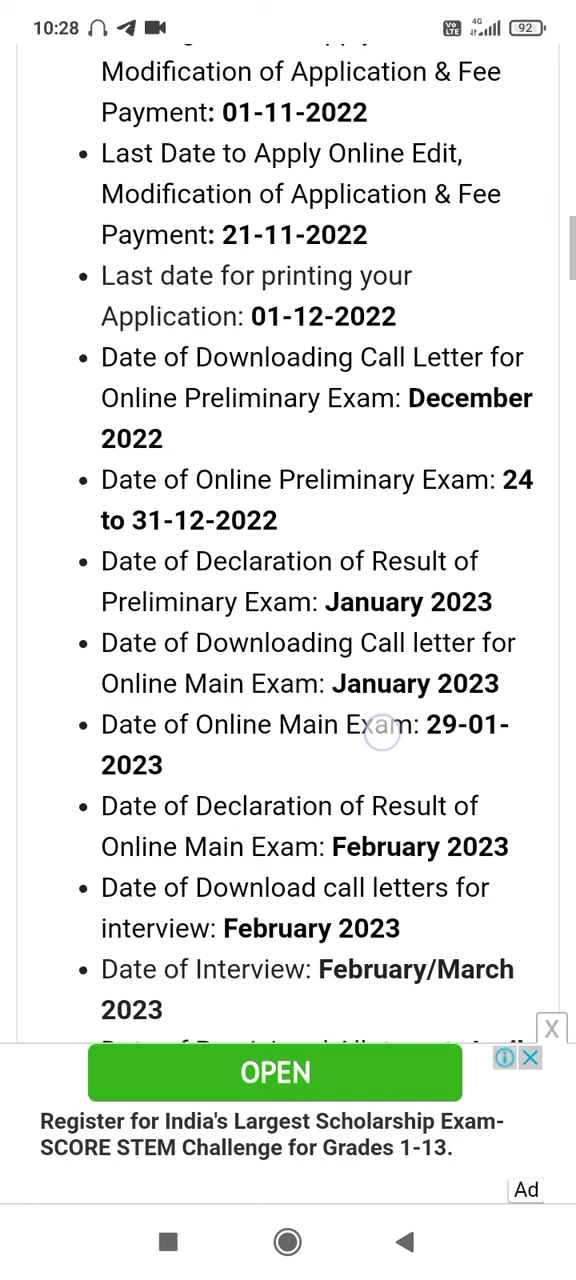 10:28
Vo LTE 4G 92
Modification of Application & Fee
Payment: 01-11-2022
• Last Date to Apply Online Edit,
Modification of Application & Fee
Payment: 21-11-2022
• Last date for printing your
Application: 01-12-2022
• Date of Downloading Call Letter for
Online Preliminary Exam: December
2022
• Date of Online Preliminary Exam: 24
to 31-12-2022
• Date of Declaration of Result of
Preliminary Exam: January 2023
• Date of Downloading Call letter for
Online Main Exam: January 2023
• Date of Online Main Exam: 29-01-
2023
• Date of Declaration of Result of
Online Main Exam: February 2023
• Date of Download call letters for
interview: February 2023
• Date of Interview: February/March
2023
X
OPEN
Register for India's Largest Scholarship Exam-
SCORE STEM Challenge for Grades 1-13.
Ad